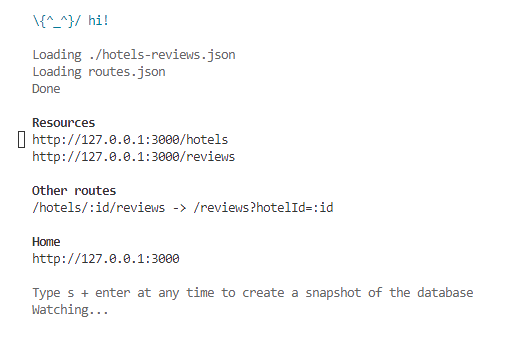 \{^_^}/ hi!
Loading ./hotels-reviews.json
Loading routes.json
Done
Resources
http://127.0.0.1:3000/hotels
http://127.0.0.1:3000/reviews
Other routes
/hotels/:id/reviews -> /reviews?hotelId=:id
Home
http://127.0.0.1:3000
Type s + enter at any time to create a snapshot of the database
Watching...